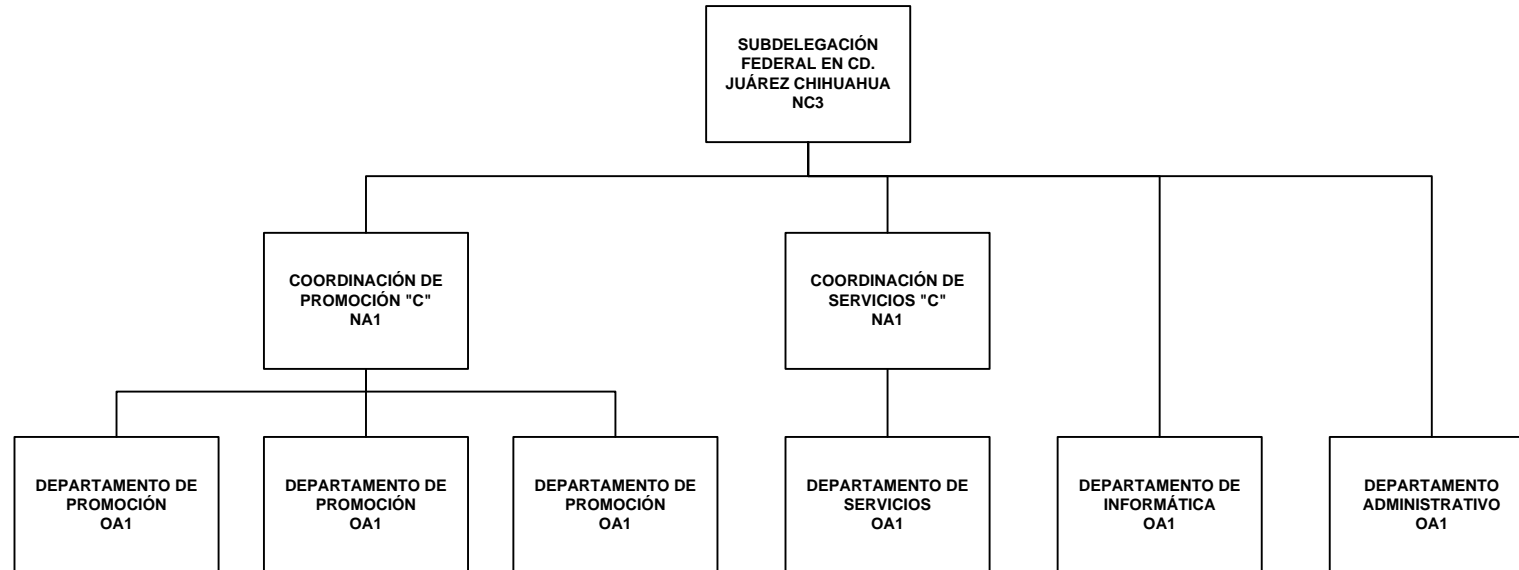 SUBDELEGACIÓN
FEDERAL EN CD.
JUÁREZ CHIHUAHUA
NC3
COORDINACIÓN DE
PROMOCIÓN "C"
NA1
COORDINACIÓN DE
SERVICIOS "C"
NA1
DEPARTAMENTO DE
PROMOCIÓN
OA1
DEPARTAMENTO DE
PROMOCIÓN
OA1
DEPARTAMENTO DE
PROMOCIÓN
OA1
DEPARTAMENTO DE
SERVICIOS
OA1
DEPARTAMENTO DE
INFORMÁTICA
OA1
DEPARTAMENTO
ADMINISTRATIVO
OA1